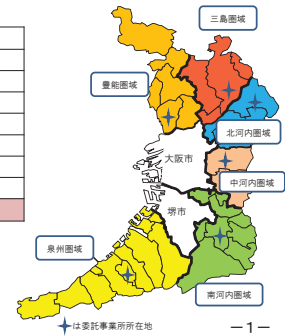 三島圏域
豊能圏域
北河内圏域
大阪市
中河内圏域
堺市
泉州圏域
南河内圏域
は委託事業所所在地
－1－